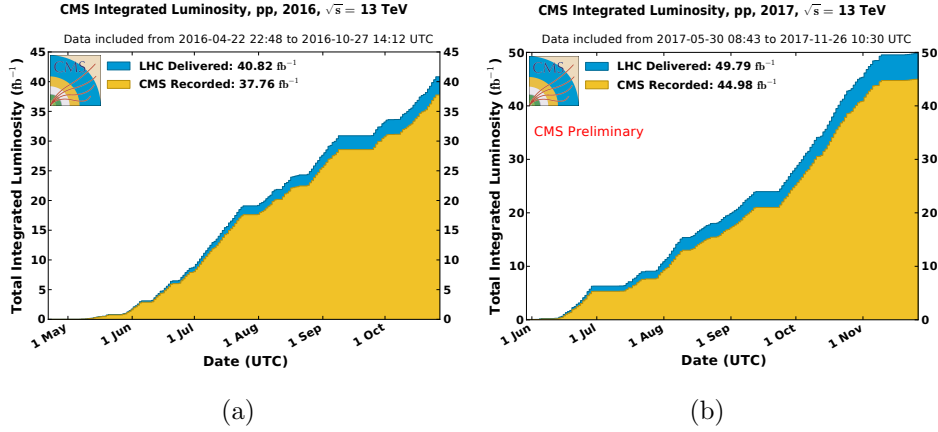 CMS Integrated Luminosity, pp, 2016, √s = 13 TeV
Data included from 2016-04-22 22:48 to 2016-10-27 14:12 UTC
CMS
LHC Delivered: 40.82 fb⁻¹
CMS Recorded: 37.76 fb⁻¹
Total Integrated Luminosity (fb⁻¹)
45
40
35
30
25
20
15
10
5
0
45
40
35
30
25
20
15
10
5
0
1 May
1 Jun
1 Jul
1 Aug
1 Sep
1 Oct
Date (UTC)
(a)
CMS Integrated Luminosity, pp, 2017, √s = 13 TeV
Data included from 2017-05-30 08:43 to 2017-11-26 10:30 UTC
CMS
LHC Delivered: 49.79 fb⁻¹
CMS Recorded: 44.98 fb⁻¹
CMS Preliminary
Total Integrated Luminosity (fb⁻¹)
50
40
30
20
10
0
50
40
30
20
10
0
1 Jun
1 Jul
1 Aug
1 Sep
1 Oct
1 Nov
Date (UTC)
(b)